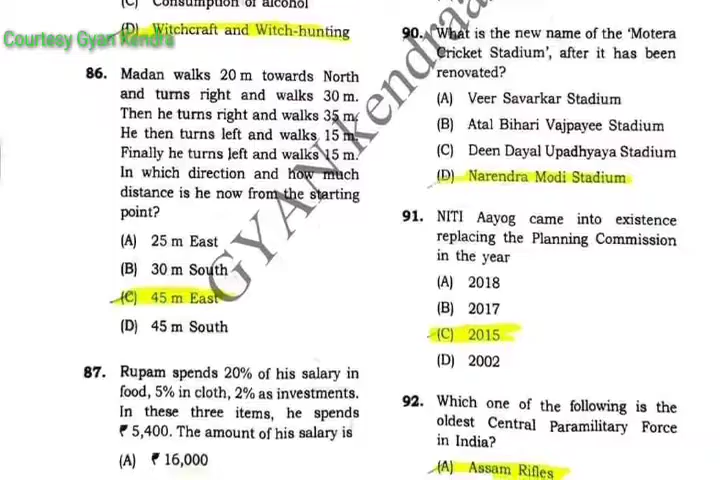 (C) Consumption of alcohol
(D) Witchcraft and Witch-hunting
Courtesy Gyan Kendra
86. Madan walks 20 m towards North
and turns right and walks 30 m.
Then he turns right and walks 35 m.
He then turns left and walks 15 m.
Finally he turns left and walks 15 m.
In which direction and how much
distance is he now from the starting
point?
(A) 25 m East
(B) 30 m South
(C) 45 m East
(D) 45 m South
87. Rupam spends 20% of his salary in
food, 5% in cloth, 2% as investments.
In these three items, he spends
₹ 5,400. The amount of his salary is
(A) ₹ 16,000
GYAN Kendraa
90. What is the new name of the ‘Motera
Cricket Stadium’, after it has been
renovated?
(A) Veer Savarkar Stadium
(B) Atal Bihari Vajpayee Stadium
(C) Deen Dayal Upadhyaya Stadium
(D) Narendra Modi Stadium
91. NITI Aayog came into existence
replacing the Planning Commission
in the year
(A) 2018
(B) 2017
(C) 2015
(D) 2002
92. Which one of the following is the
oldest Central Paramilitary Force
in India?
(A) Assam Rifles